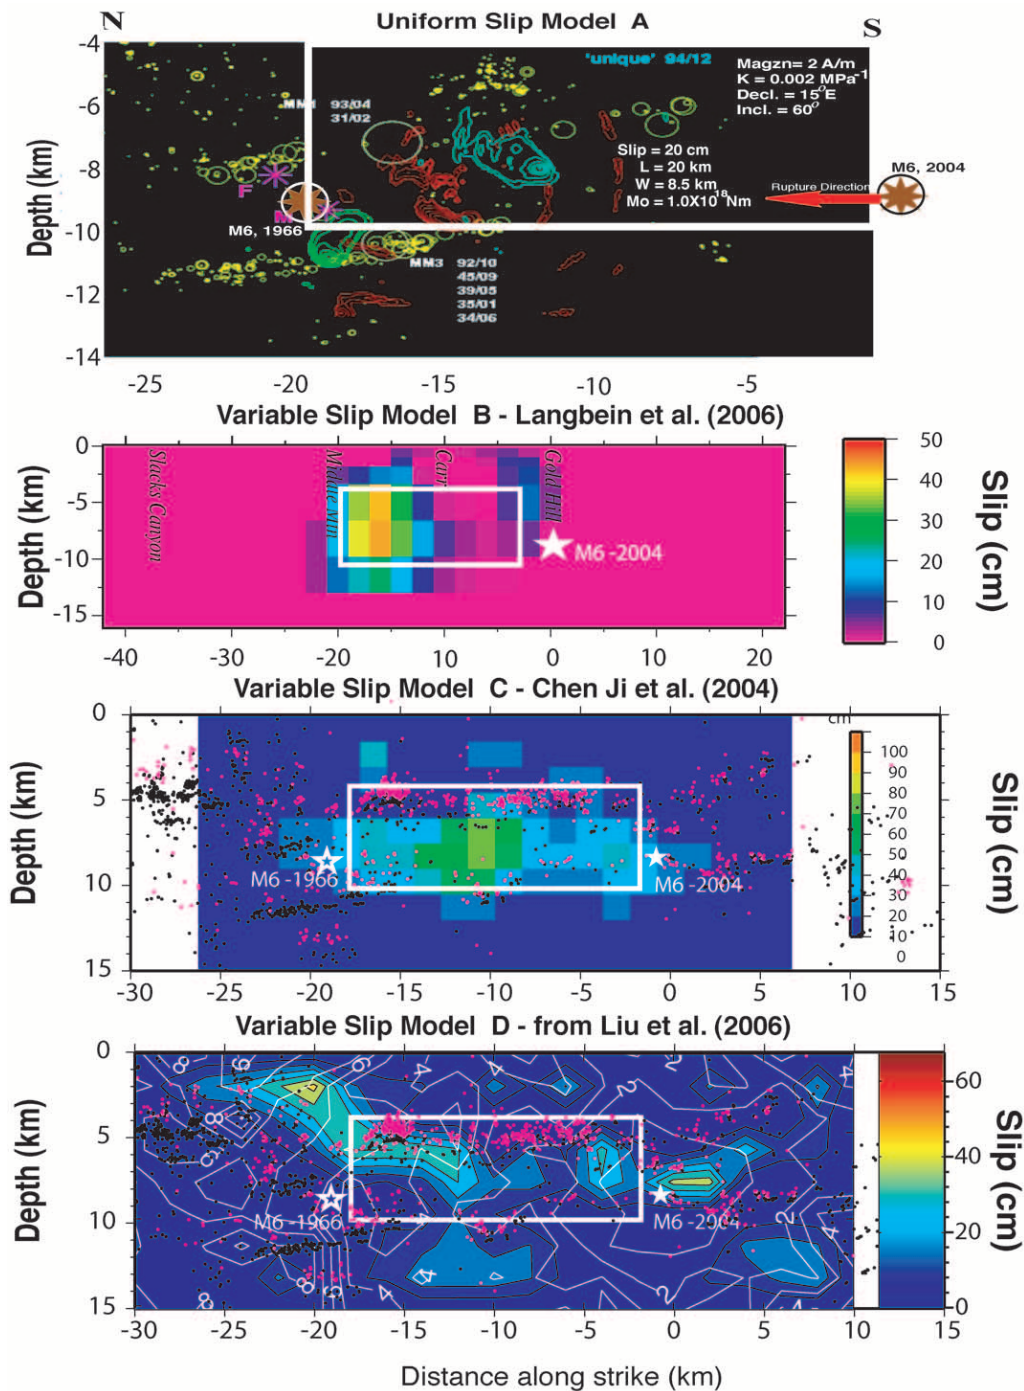 N
Uniform Slip Model A
S
'unique' 94/12
Magzn= 2 A/m
K = 0.002 MPa⁻¹
Decl. = 15°E
Incl. = 60°
MM1 93/04
31/02
Slip = 20 cm
L = 20 km
W = 8.5 km
Mo = 1.0X10¹⁸Nm
M6, 2004
Rupture Direction
F
M
M6, 1966
MM3 92/10
45/09
39/05
35/01
34/06
Depth (km)
-4
-6
-8
-10
-12
-14
-25 -20 -15 -10 -5
Variable Slip Model B - Langbein et al. (2006)
Slacks Canyon
Middle Mtn
Carr
Gold Hill
M6 -2004
Depth (km)
0
-5
-10
-15
-40 -30 -20 -10 0 10 20
50
40
30
20
10
0
Slip (cm)
Variable Slip Model C - Chen Ji et al. (2004)
cm
100
90
80
70
60
50
40
30
20
10
0
Slip (cm)
M6 -1966
M6 -2004
Depth (km)
0
5
10
15
-30 -25 -20 -15 -10 -5 0 5 10 15
Variable Slip Model D - from Liu et al. (2006)
M6 -1966
M6 -2004
Depth (km)
0
5
10
15
-30 -25 -20 -15 -10 -5 0 5 10 15
60
40
20
0
Slip (cm)
Distance along strike (km)